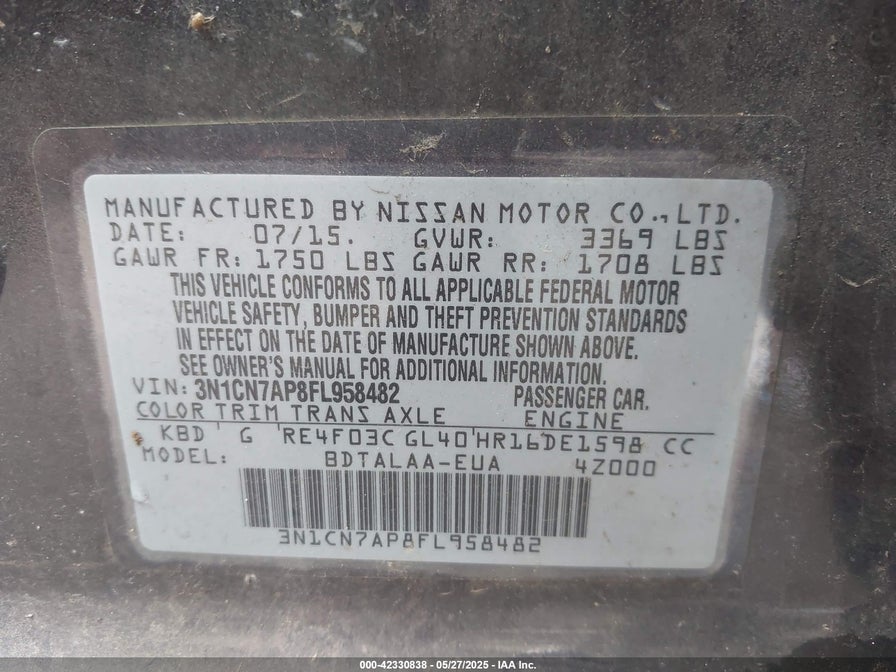 MANUFACTURED BY NISSAN MOTOR CO., LTD.
DATE: 07/15. GVWR: 3369 LBS
GAWR FR: 1750 LBS GAWR RR: 1708 LBS
THIS VEHICLE CONFORMS TO ALL APPLICABLE FEDERAL MOTOR
VEHICLE SAFETY, BUMPER AND THEFT PREVENTION STANDARDS
IN EFFECT ON THE DATE OF MANUFACTURE SHOWN ABOVE.
SEE OWNER'S MANUAL FOR ADDITIONAL INFORMATION.
VIN: 3N1CN7AP8FL958482 PASSENGER CAR.
COLOR TRIM TRANS AXLE ENGINE
KBD G RE4F03C GL40 HR16DE1598 CC
MODEL: BDTALAA-EUA 4Z000
3N1CN7AP8FL958482
000-42330838 - 05/27/2025 - IAA Inc.